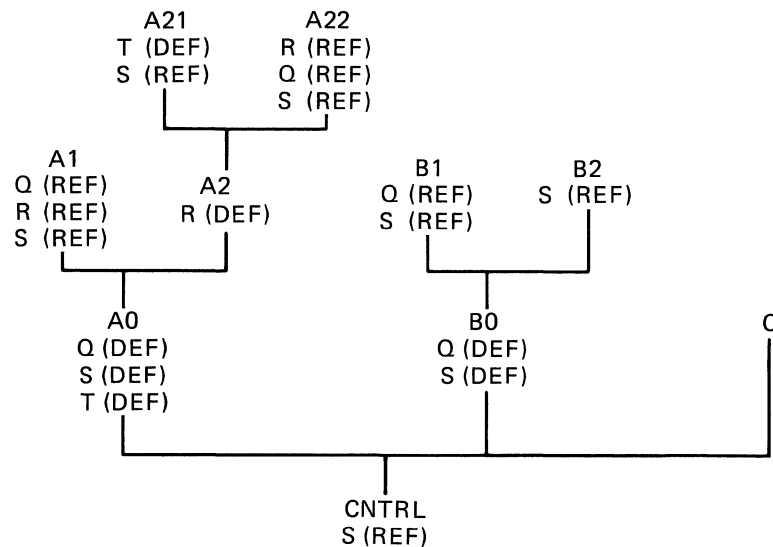 A21
T (DEF)
S (REF)
A22
R (REF)
Q (REF)
S (REF)
A1
Q (REF)
R (REF)
S (REF)
A2
R (DEF)
B1
Q (REF)
S (REF)
B2
S (REF)
A0
Q (DEF)
S (DEF)
T (DEF)
B0
Q (DEF)
S (DEF)
C
CNTRL
S (REF)